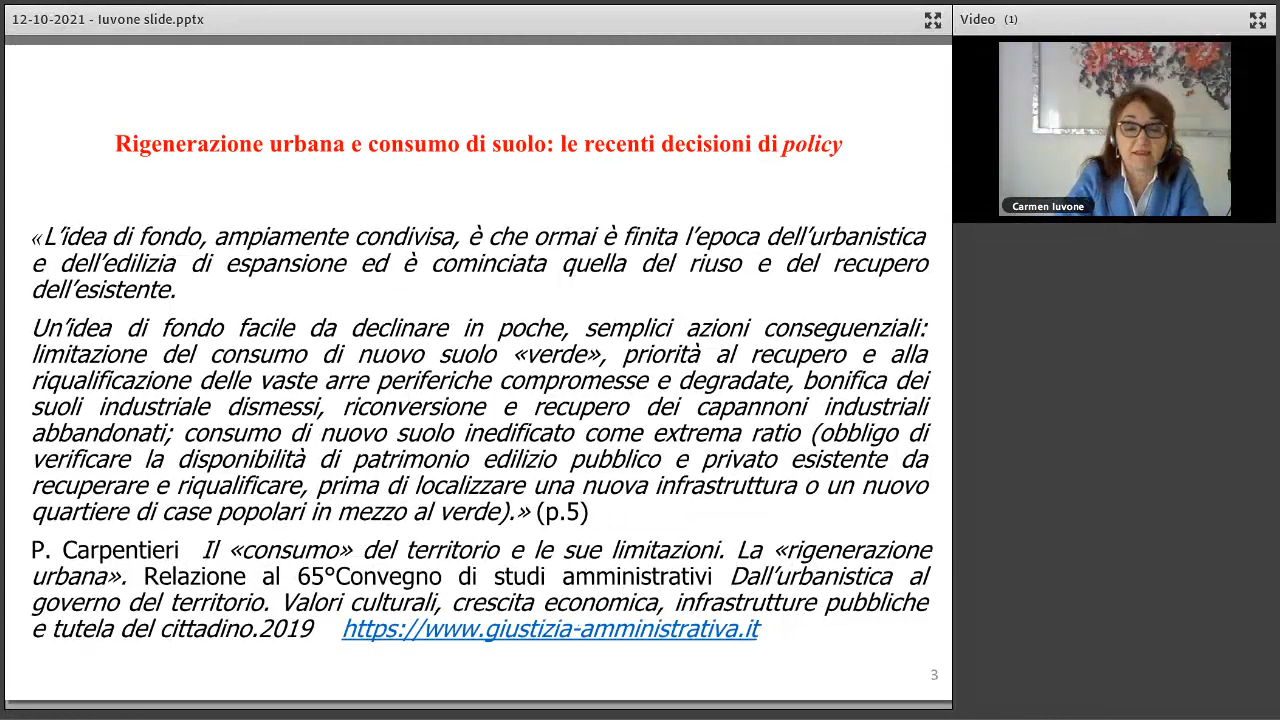 12-10-2021 - Iuvone slide.pptx
Video (1)
Carmen Iuvone
Rigenerazione urbana e consumo di suolo: le recenti decisioni di policy
«L’idea di fondo, ampiamente condivisa, è che ormai è finita l’epoca dell’urbanistica
e dell’edilizia di espansione ed è cominciata quella del riuso e del recupero
dell’esistente.
Un’idea di fondo facile da declinare in poche, semplici azioni conseguenziali:
limitazione del consumo di nuovo suolo «verde», priorità al recupero e alla
riqualificazione delle vaste arre periferiche compromesse e degradate, bonifica dei
suoli industriale dismessi, riconversione e recupero dei capannoni industriali
abbandonati; consumo di nuovo suolo inedificato come extrema ratio (obbligo di
verificare la disponibilità di patrimonio edilizio pubblico e privato esistente da
recuperare e riqualificare, prima di localizzare una nuova infrastruttura o un nuovo
quartiere di case popolari in mezzo al verde).» (p.5)
P. Carpentieri Il «consumo» del territorio e le sue limitazioni. La «rigenerazione
urbana». Relazione al 65°Convegno di studi amministrativi Dall’urbanistica al
governo del territorio. Valori culturali, crescita economica, infrastrutture pubbliche
e tutela del cittadino.2019 https://www.giustizia-amministrativa.it
3